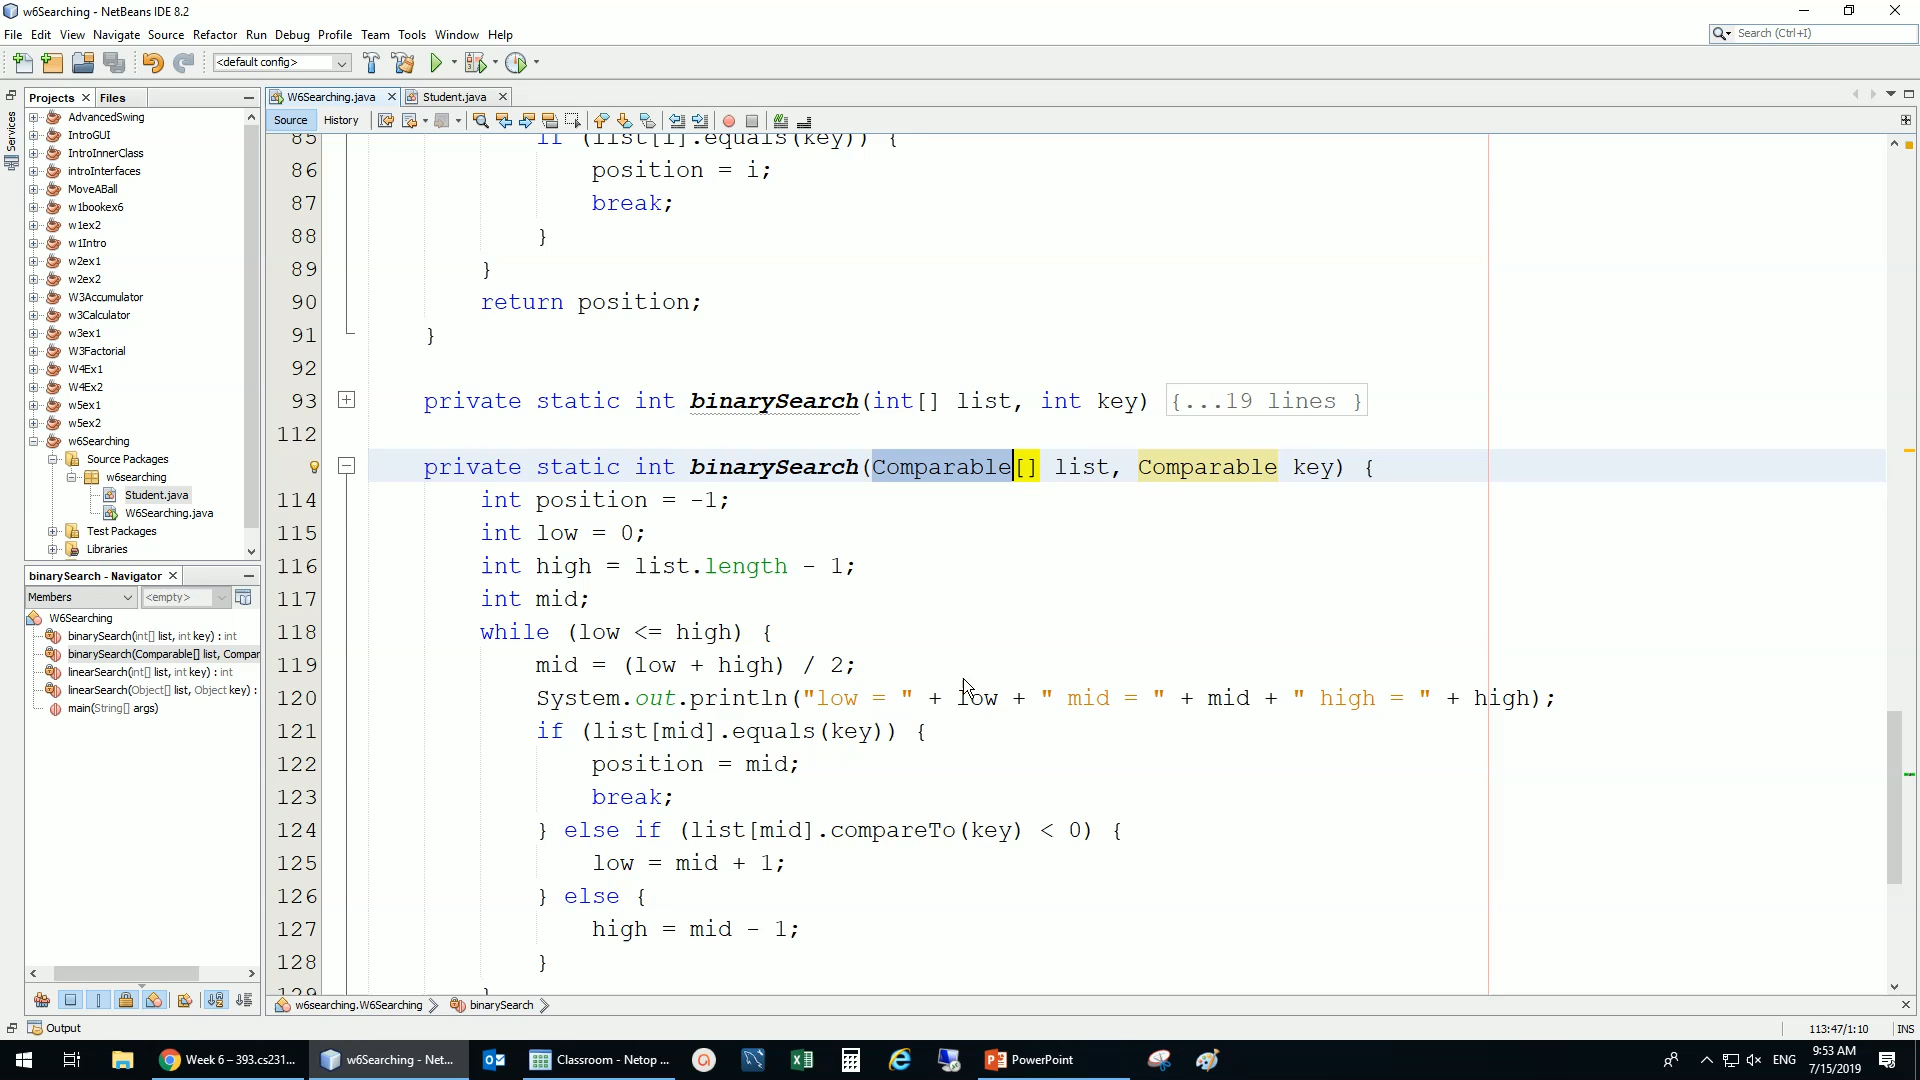 w6Searching - NetBeans IDE 8.2
File Edit View Navigate Source Refactor Run Debug Profile Team Tools Window Help
Search (Ctrl+I)
<default config>
Services
Projects Files
AdvancedSwing
IntroGUI
IntroInnerClass
introInterfaces
MoveABall
w1bookex6
w1ex2
w1Intro
w2ex1
w2ex2
W3Accumulator
w3Calculator
w3ex1
W3Factorial
W4Ex1
W4Ex2
w5ex1
w5ex2
w6Searching
Source Packages
w6searching
Student.java
W6Searching.java
Test Packages
Libraries
binarySearch - Navigator
Members <empty>
W6Searching
binarySearch(int[] list, int key) : int
binarySearch(Comparable[] list, Compar
linearSearch(int[] list, int key) : int
linearSearch(Object[] list, Object key) :
main(String[] args)
W6Searching.java Student.java
Source History
85 if (list[i].equals(key)) {
86 position = i;
87 break;
88 }
89 }
90 return position;
91 }
92
93 private static int binarySearch(int[] list, int key) {...19 lines }
112
private static int binarySearch(Comparable[] list, Comparable key) {
114 int position = -1;
115 int low = 0;
116 int high = list.length - 1;
117 int mid;
118 while (low <= high) {
119 mid = (low + high) / 2;
120 System.out.println("low = " + low + " mid = " + mid + " high = " + high);
121 if (list[mid].equals(key)) {
122 position = mid;
123 break;
124 } else if (list[mid].compareTo(key) < 0) {
125 low = mid + 1;
126 } else {
127 high = mid - 1;
128 }
129 }
w6searching.W6Searching binarySearch
Output
113:47/1:10 INS
Week 6 – 393.cs231... w6Searching - Net... Classroom - Netop ... PowerPoint
ENG
9:53 AM
7/15/2019